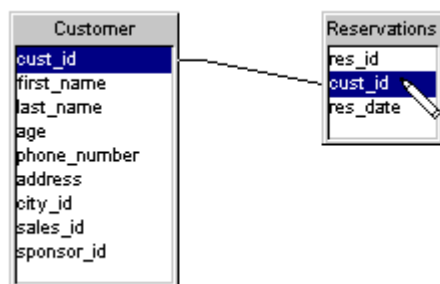 Customer
cust_id
first_name
last_name
age
phone_number
address
city_id
sales_id
sponsor_id
Reservations
res_id
cust_id
res_date